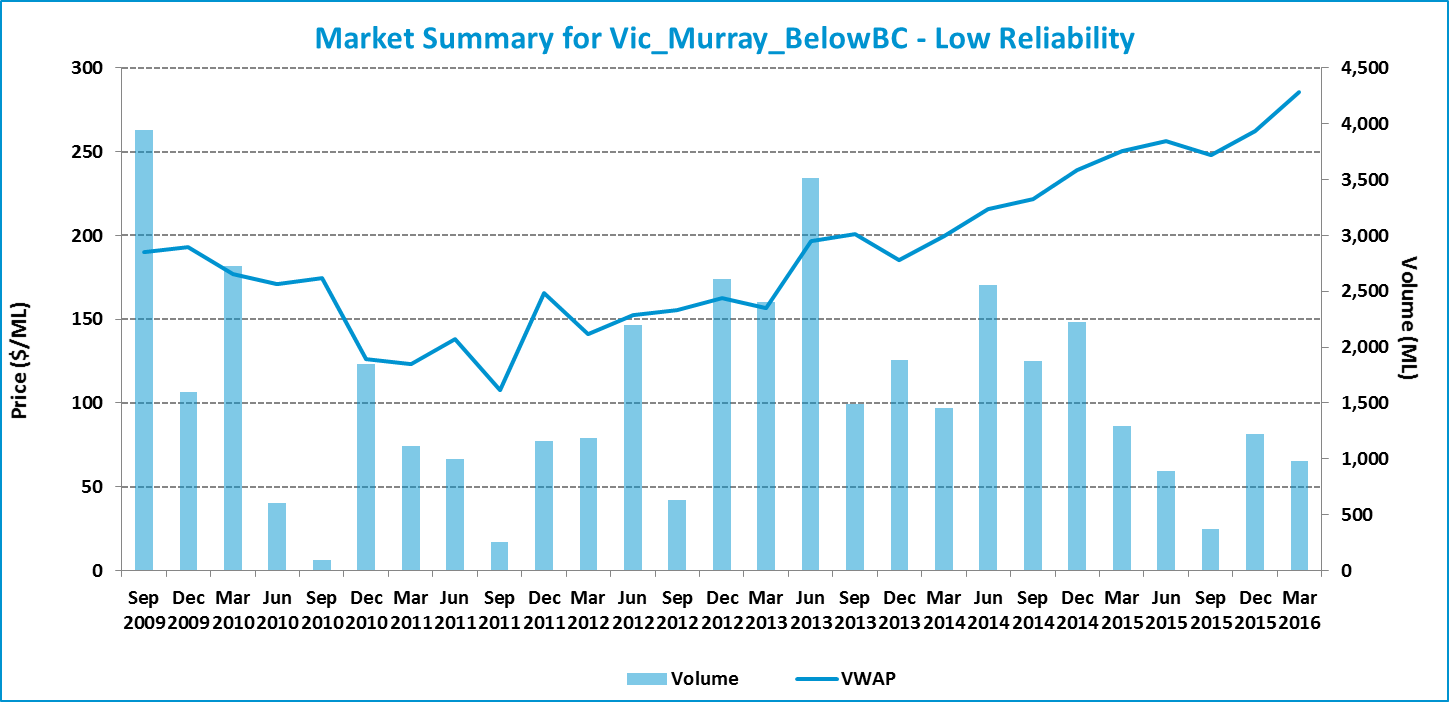 Market Summary for Vic_Murray_BelowBC - Low Reliability
300
250
200
150
100
50
0
Price ($/ML)
4,500
4,000
3,500
3,000
2,500
2,000
1,500
1,000
500
0
Volume (ML)
Sep Dec Mar Jun Sep Dec Mar Jun Sep Dec Mar Jun Sep Dec Mar Jun Sep Dec Mar Jun Sep Dec Mar Jun Sep Dec Mar
2009 2009 2010 2010 2010 2010 2011 2011 2011 2011 2012 2012 2012 2012 2013 2013 2013 2013 2014 2014 2014 2014 2015 2015 2015 2015 2016
Volume VWAP